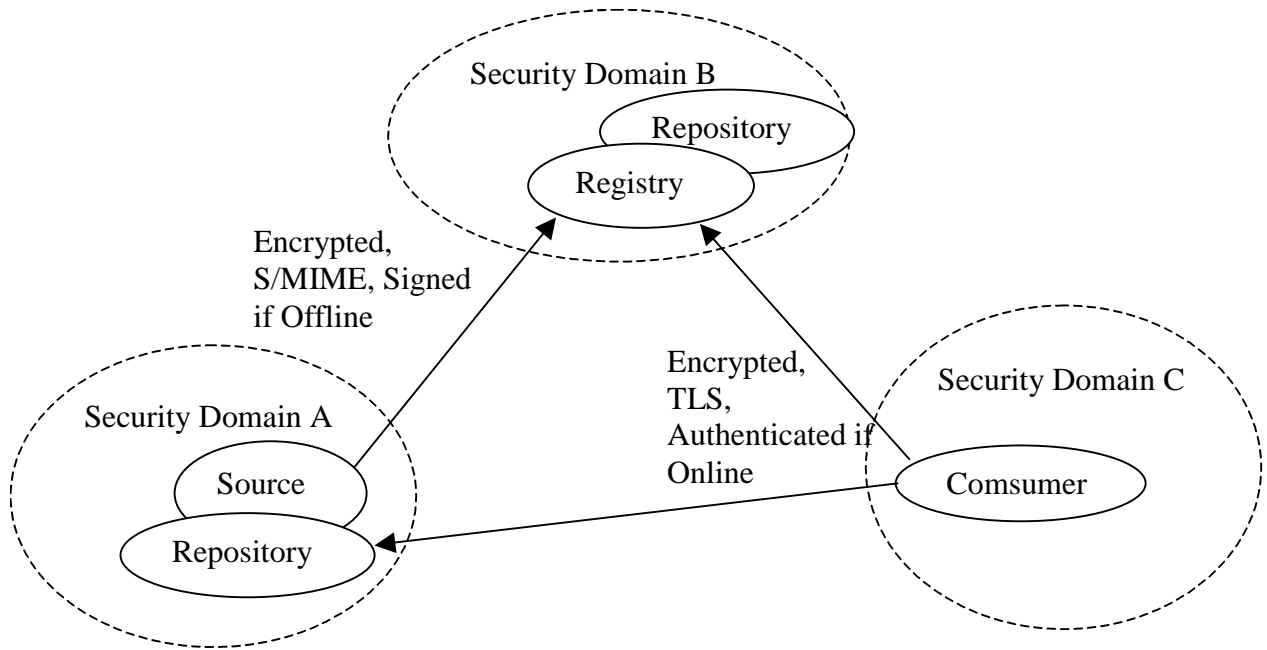 Security Domain B
Repository
Registry
Encrypted,
S/MIME, Signed
if Offline
Encrypted,
TLS,
Authenticated if
Online
Security Domain C
Comsumer
Security Domain A
Source
Repository